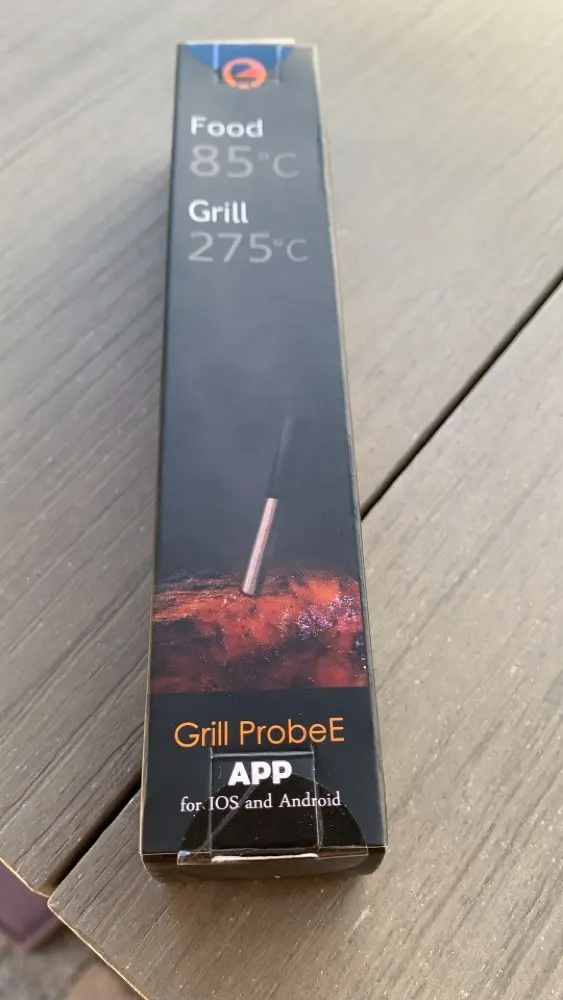 Food
85°C
Grill
275°C
Grill ProbeE
APP
for IOS and Android